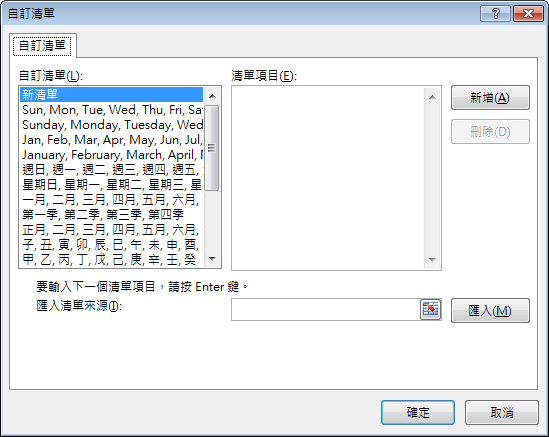 自訂清單
自訂清單
自訂清單(L):
清單項目(E):
新清單
Sun, Mon, Tue, Wed, Thu, Fri, Sat
Sunday, Monday, Tuesday, Wed
Jan, Feb, Mar, Apr, May, Jun, Jul,
January, February, March, April, M
週日, 週一, 週二, 週三, 週四, 週五,
星期日, 星期一, 星期二, 星期三, 星
一月, 二月, 三月, 四月, 五月, 六月,
第一季, 第二季, 第三季, 第四季
正月, 二月, 三月, 四月, 五月, 六月,
子, 丑, 寅, 卯, 辰, 巳, 午, 未, 申, 酉,
甲, 乙, 丙, 丁, 戊, 己, 庚, 辛, 壬, 癸
新增(A)
刪除(D)
要輸入下一個清單項目，請按 Enter 鍵。
匯入清單來源(I):
匯入(M)
確定
取消